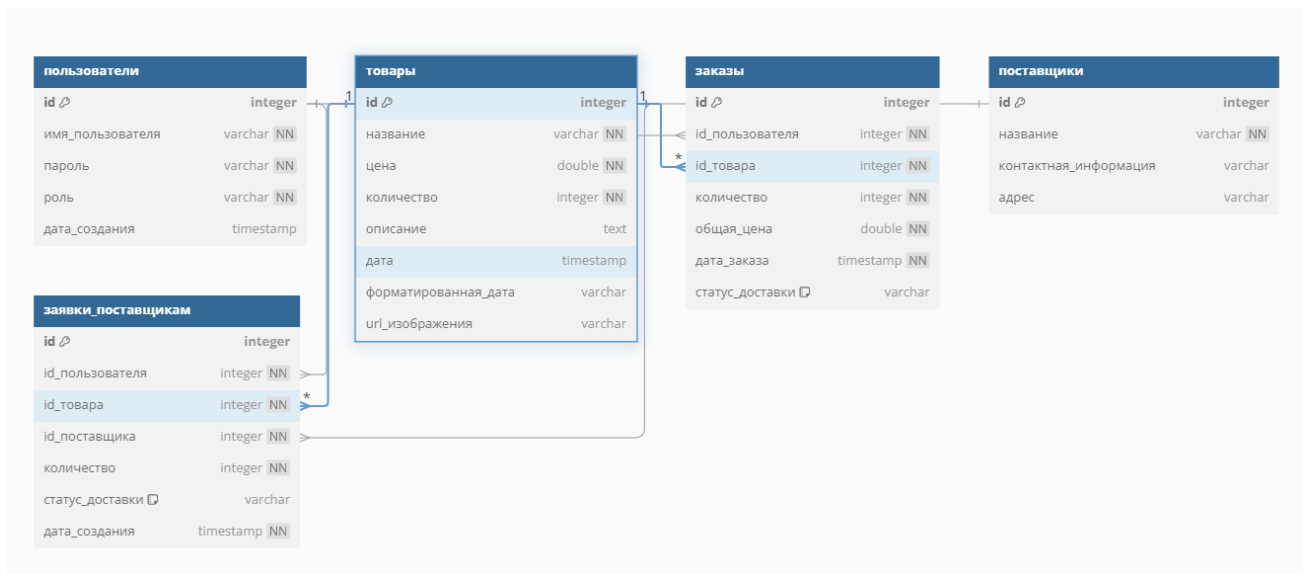 пользователи
id integer
имя_пользователя varchar NN
пароль varchar NN
роль varchar NN
дата_создания timestamp
товары
1 id integer 1
название varchar NN
цена double NN
количество integer NN
описание text
дата timestamp
форматированная_дата varchar
url_изображения varchar
заказы
id integer
id_пользователя integer NN
* id_товара integer NN
количество integer NN
общая_цена double NN
дата_заказа timestamp NN
статус_доставки varchar
поставщики
id integer
название varchar NN
контактная_информация varchar
адрес varchar
заявки_поставщикам
id integer
id_пользователя integer NN
id_товара integer NN *
id_поставщика integer NN
количество integer NN
статус_доставки varchar
дата_создания timestamp NN